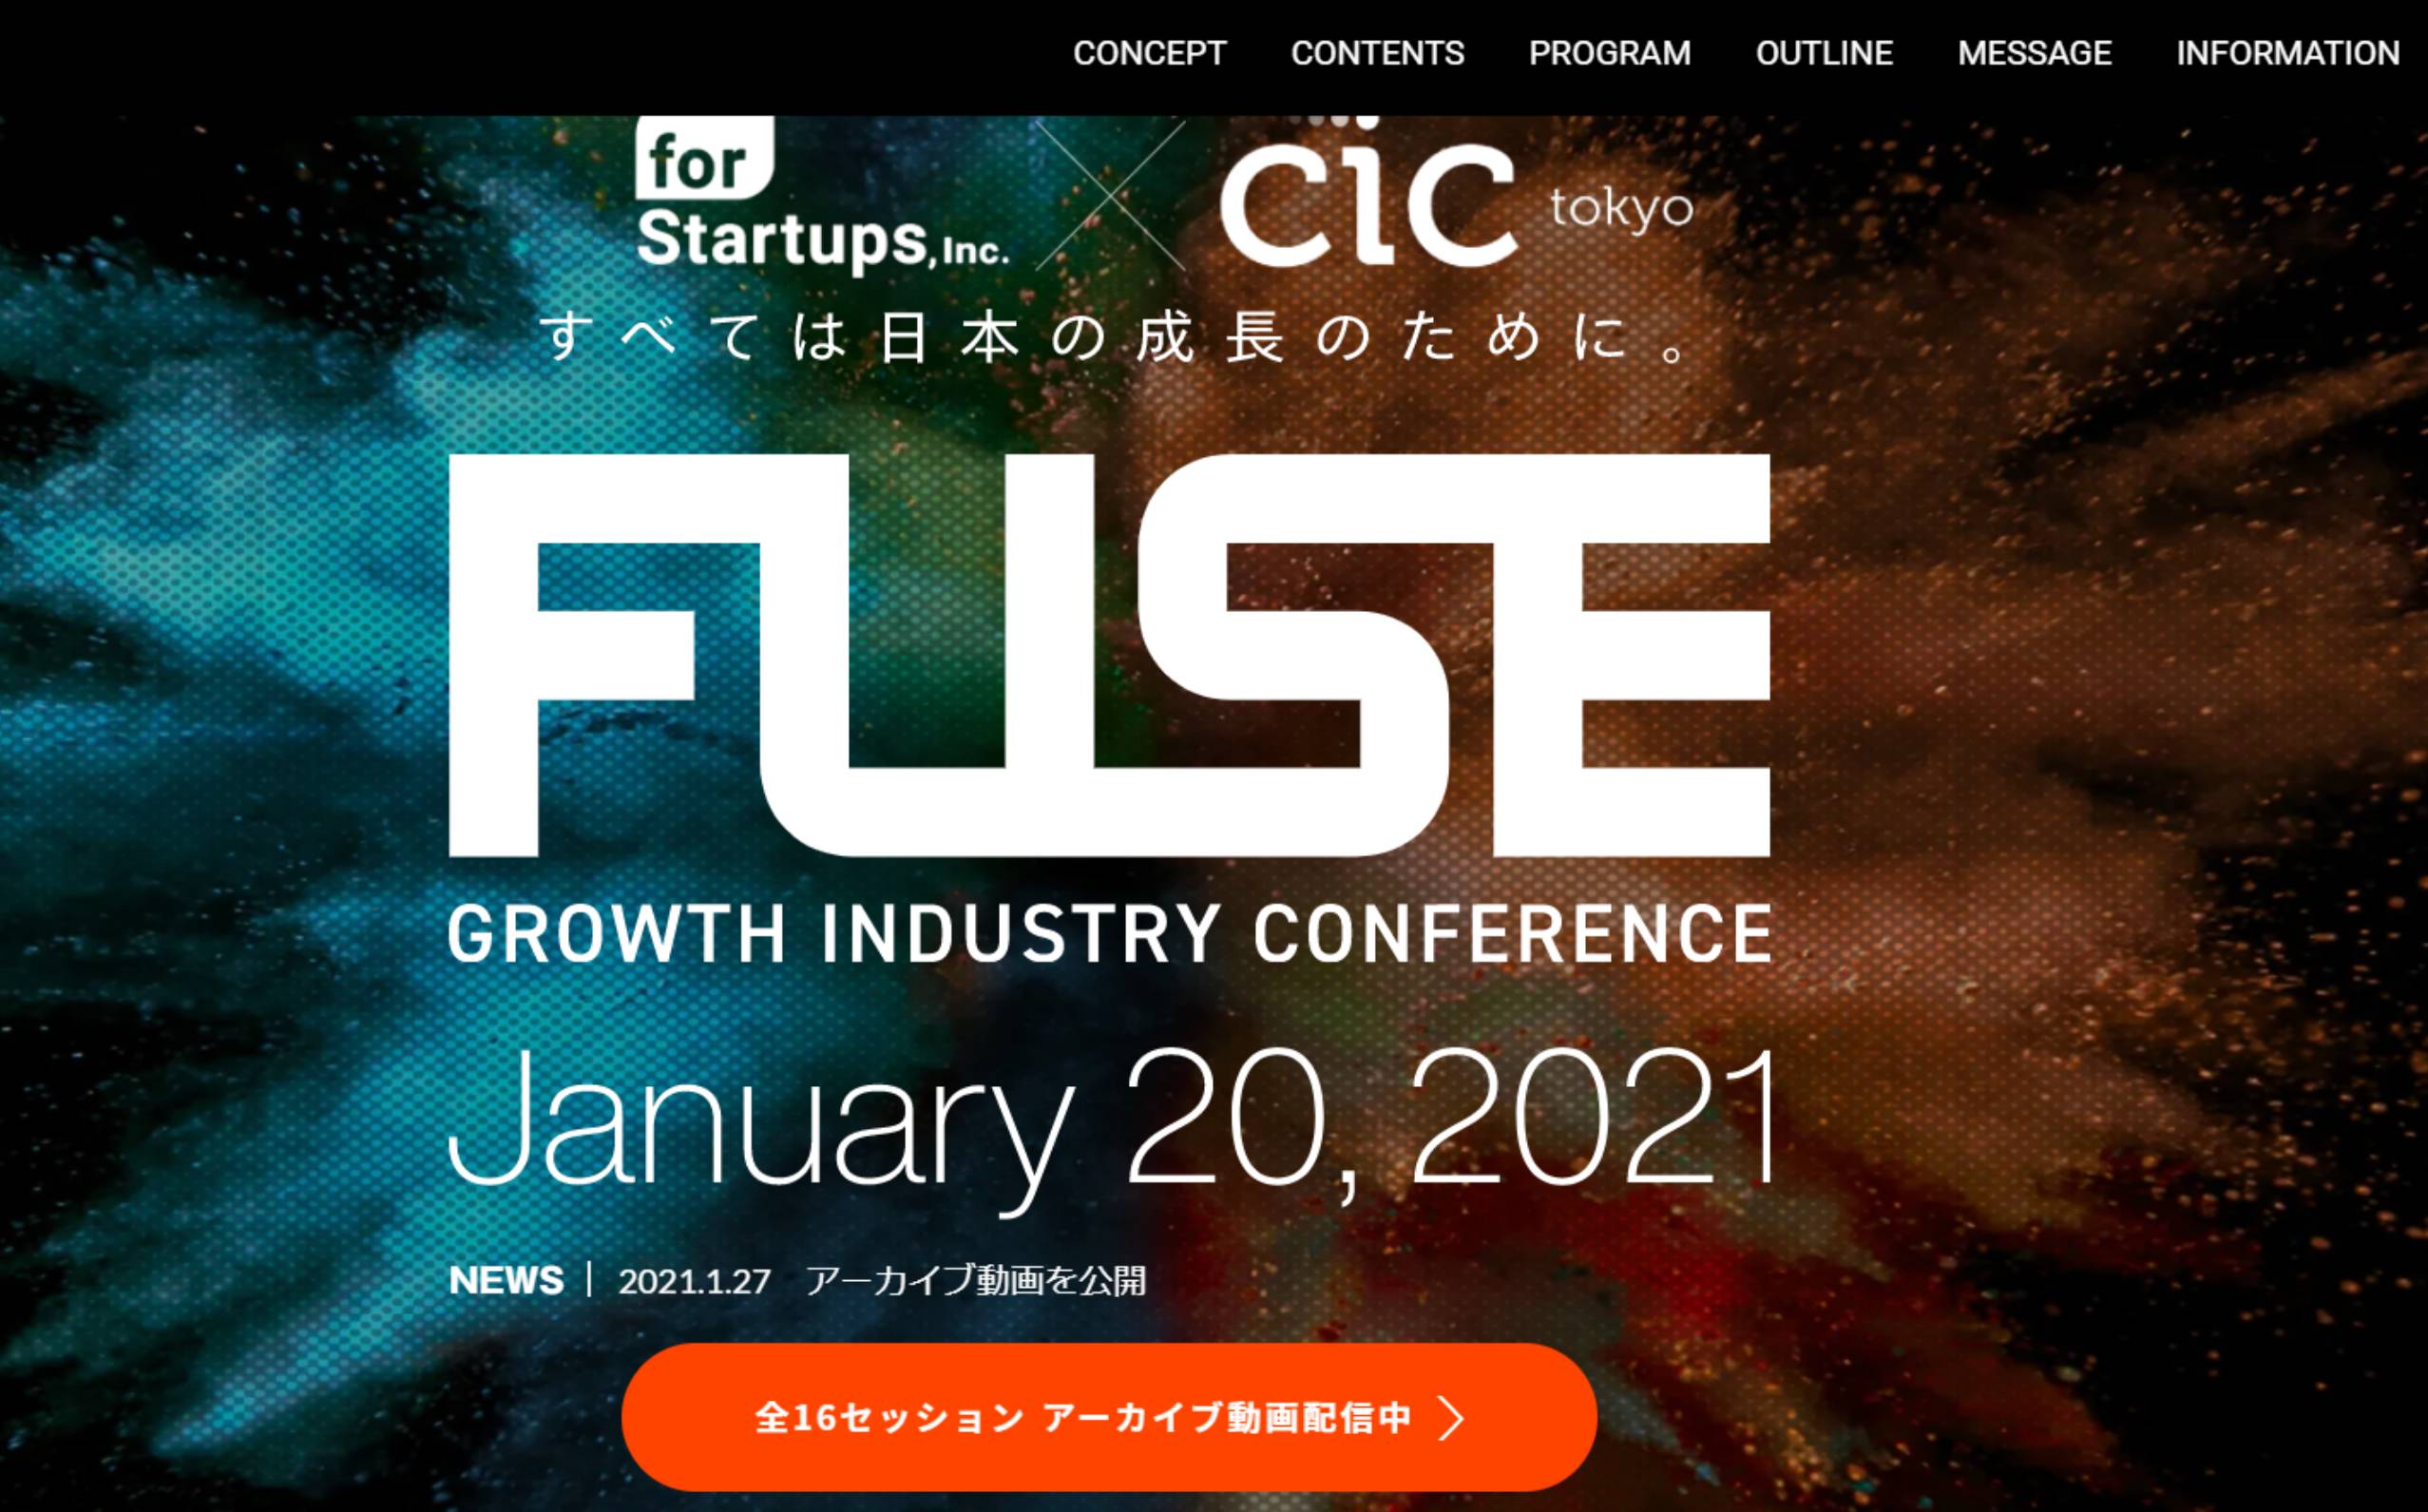 CONCEPT CONTENTS PROGRAM OUTLINE MESSAGE INFORMATION
for
Startups, Inc.
cic tokyo
すべては日本の成長のために。
FUSE
GROWTH INDUSTRY CONFERENCE
January 20, 2021
NEWS | 2021.1.27 アーカイブ動画を公開
全16セッション アーカイブ動画配信中